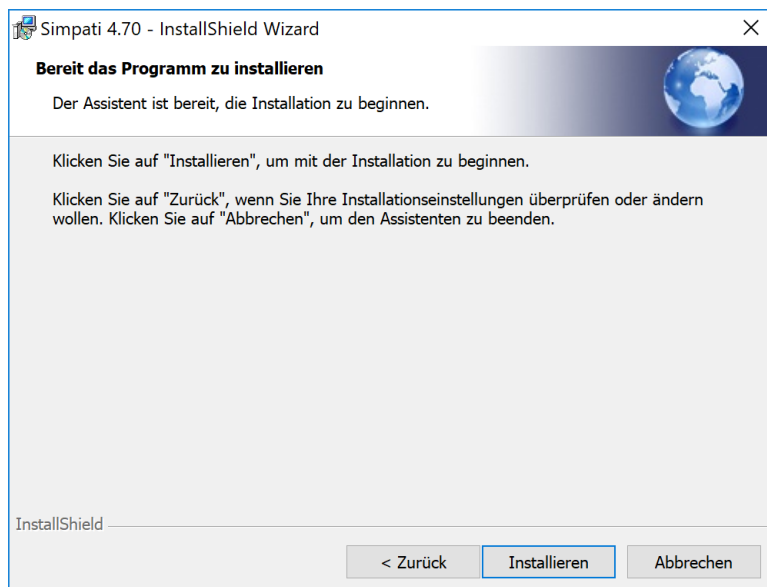 Simpati 4.70 - InstallShield Wizard
Bereit das Programm zu installieren
Der Assistent ist bereit, die Installation zu beginnen.
Klicken Sie auf "Installieren", um mit der Installation zu beginnen.
Klicken Sie auf "Zurück", wenn Sie Ihre Installationseinstellungen überprüfen oder ändern
wollen. Klicken Sie auf "Abbrechen", um den Assistenten zu beenden.
InstallShield
< Zurück Installieren Abbrechen